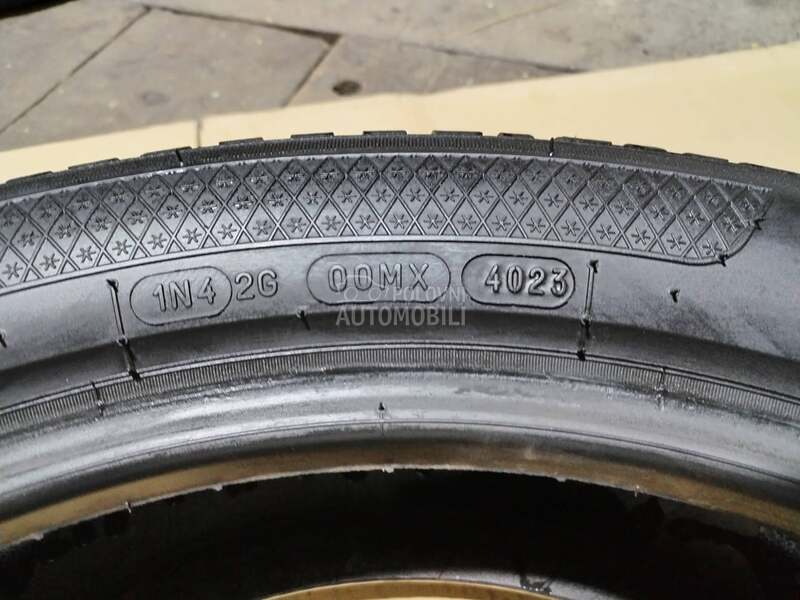 1N4 2G 00MX 4023
POLOVNI
AUTOMOBILI